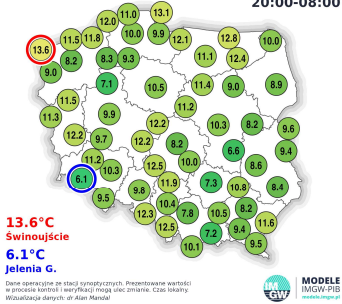 20:00-08:00
11.0 13.1
12.0
10.0 9.9
11.5 11.8 12.1 12.8 10.0
13.6
8.2 8.3 9.3 11.1 12.4
9.0
7.1 10.5 11.4 9.0 8.9
11.5
11.2
11.3 9.9
12.2 10.3 8.2 9.6
12.2 9.7 12.2 8.2
6.6 9.4
11.2 10.3 12.5 10.0 8.6
6.1 11.9 7.3 10.8 8.4
9.8
9.5 10.4
12.3 7.8 10.5 8.2
12.5 7.2 9.4 11.6
10.1 9.5
13.6°C
Świnoujście
6.1°C
Jelenia G.
Dane operacyjne ze stacji synoptycznych. Prezentowane wartości
w procesie kontroli i weryfikacji mogą ulec zmianie. Czas lokalny.
Wizualizacja danych: dr Alan Mandal
IM
GW
MODELE
IMGW-PIB
modele.imgw.pl